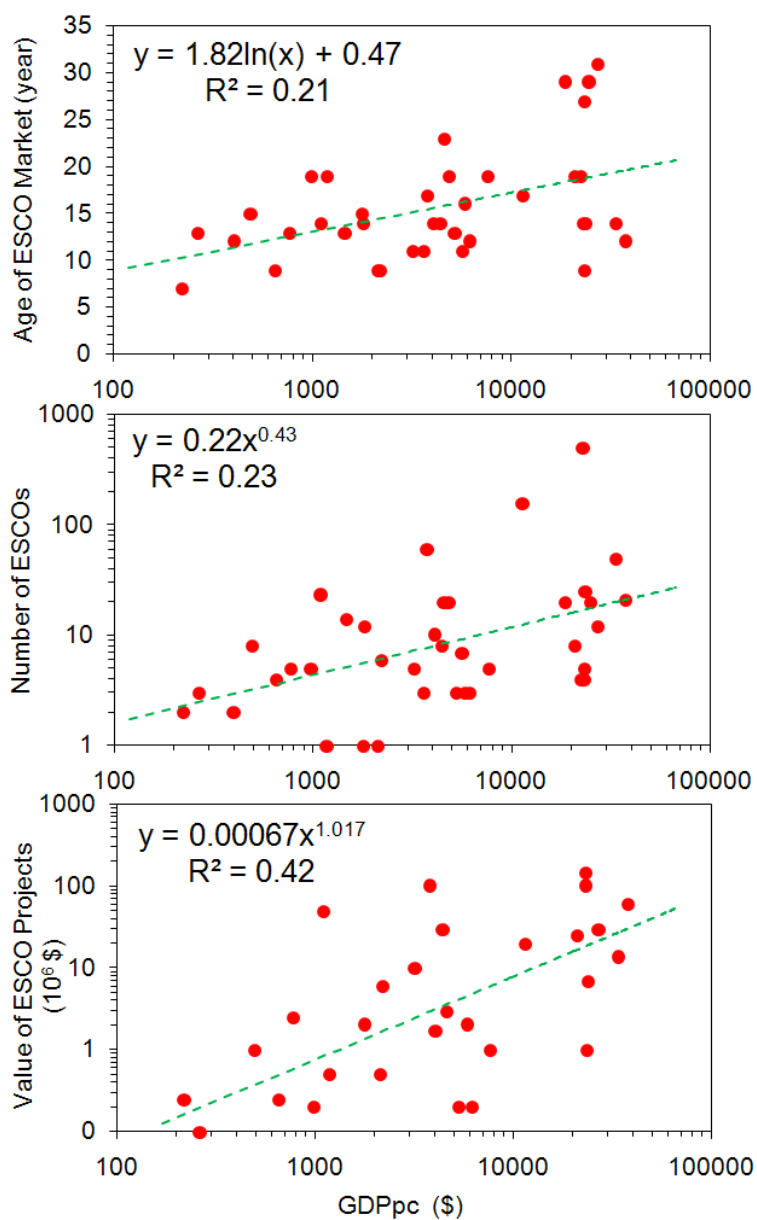 y = 1.82ln(x) + 0.47
R² = 0.21
Age of ESCO Market (year)
35
30
25
20
15
10
5
0
100 1000 10000 100000
y = 0.22x^0.43
R² = 0.23
Number of ESCOs
1000
100
10
1
100 1000 10000 100000
y = 0.00067x^1.017
R² = 0.42
Value of ESCO Projects
(10⁶ $)
1000
100
10
1
0
100 1000 10000 100000
GDPpc ($)